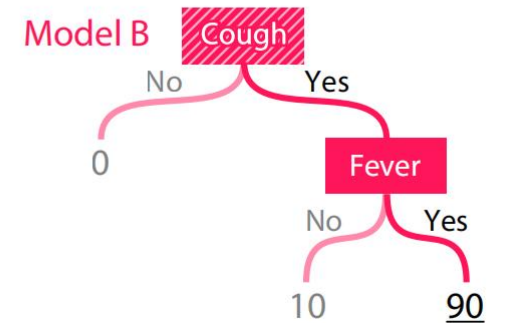 Model B
Cough
No
Yes
0
Fever
No
Yes
10
90